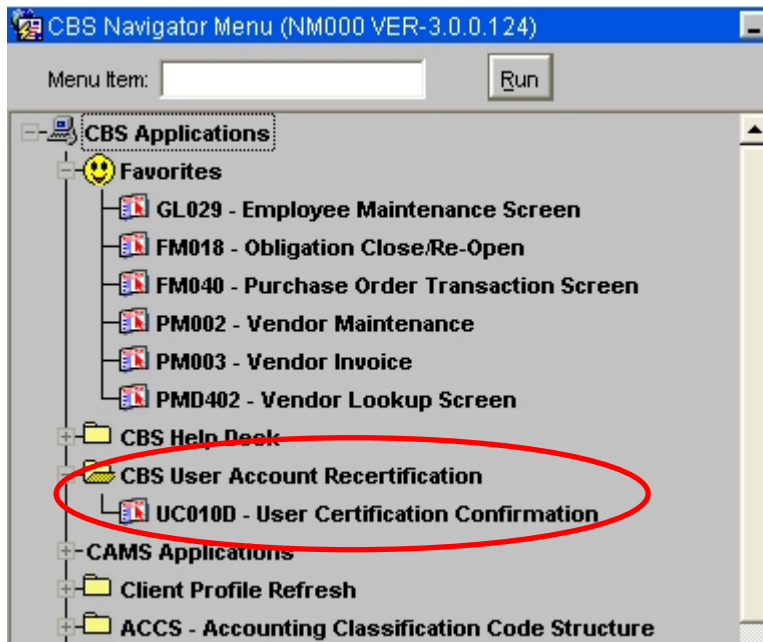 CBS Navigator Menu (NM000 VER-3.0.0.124)
Menu Item: Run
CBS Applications
Favorites
GL029 - Employee Maintenance Screen
FM018 - Obligation Close/Re-Open
FM040 - Purchase Order Transaction Screen
PM002 - Vendor Maintenance
PM003 - Vendor Invoice
PMD402 - Vendor Lookup Screen
CBS Help Desk
CBS User Account Recertification
UC010D - User Certification Confirmation
CAMS Applications
Client Profile Refresh
ACCS - Accounting Classification Code Structure